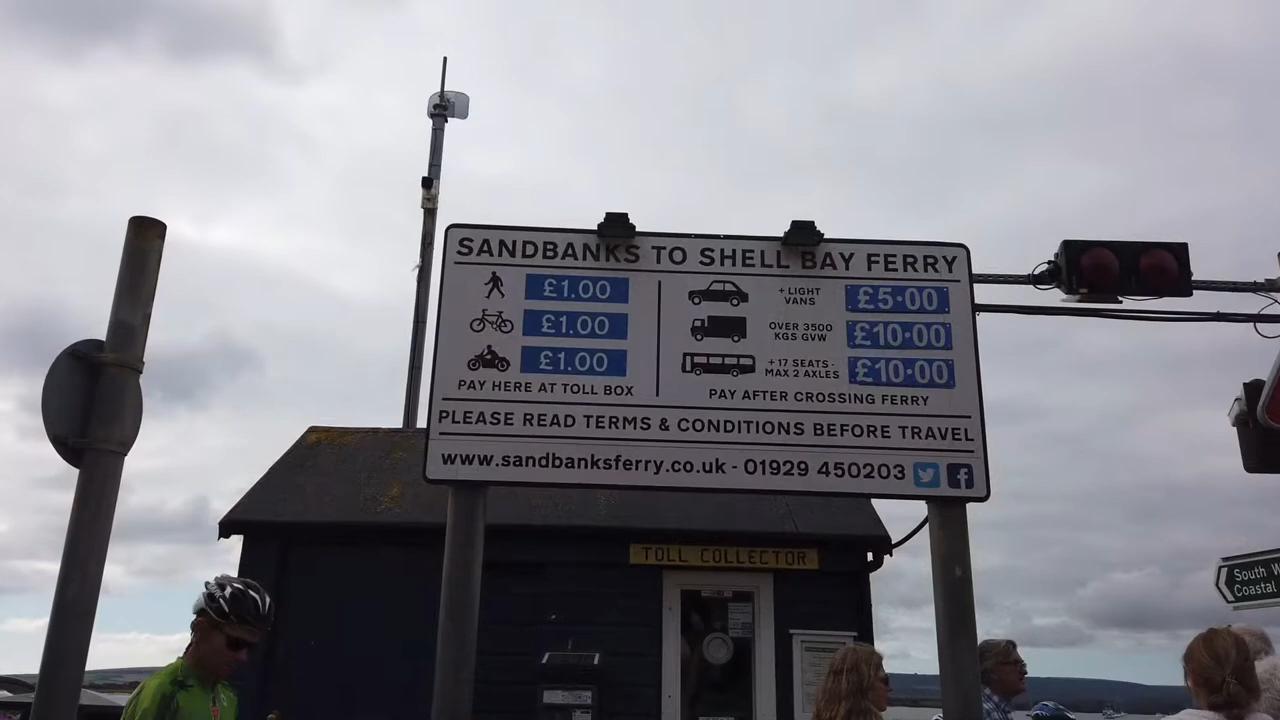 SANDBANKS TO SHELL BAY FERRY
£1.00
£1.00
£1.00
PAY HERE AT TOLL BOX
+ LIGHT
VANS
£5·00
OVER 3500
KGS GVW
£10·00
+ 17 SEATS -
MAX 2 AXLES
£10·00
PAY AFTER CROSSING FERRY
PLEASE READ TERMS & CONDITIONS BEFORE TRAVEL
www.sandbanksferry.co.uk - 01929 450203
TOLL COLLECTOR
South W
Coastal